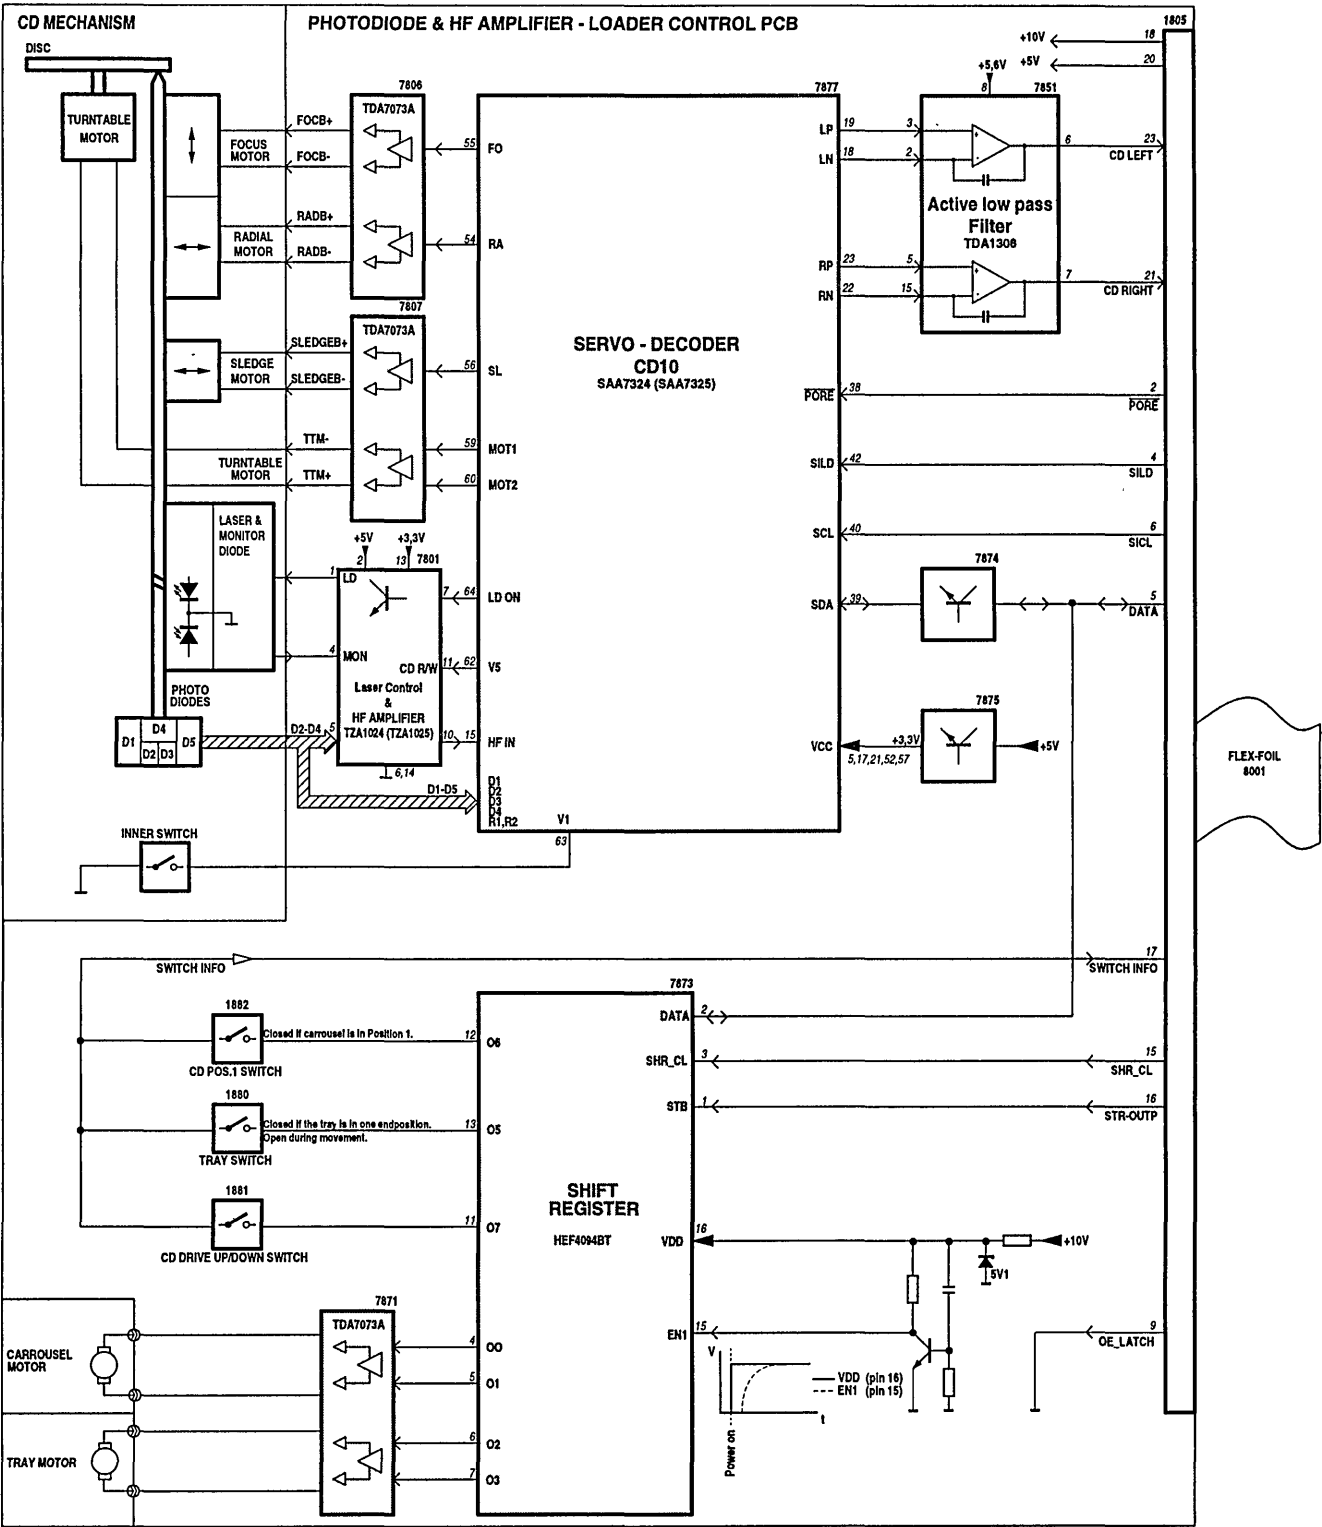 CD MECHANISM
PHOTODIODE & HF AMPLIFIER - LOADER CONTROL PCB
1805
DISC
+10V
18
+5V
20
TURNTABLE
MOTOR
FOCUS
MOTOR
FOCB+
FOCB-
RADIAL
MOTOR
RADB+
RADB-
7806
TDA7073A
55
FO
54
RA
7807
TDA7073A
SLEDGE
MOTOR
SLEDGEB+
SLEDGEB-
56
SL
TURNTABLE
MOTOR
TTM-
TTM+
59
MOT1
60
MOT2
7877
SERVO - DECODER
CD10
SAA7324 (SAA7325)
LP
19
LN
18
RP
23
RN
22
+5,6V
8
7851
3
2
Active low pass
Filter
TDA1308
5
15
6
23
CD LEFT
7
21
CD RIGHT
PORE
38
2
PORE
SILD
42
4
SILD
SCL
40
6
SICL
SDA
39
7874
5
DATA
7875
VCC
+3,3V
5,17,21,52,57
+5V
LASER &
MONITOR
DIODE
+5V
2
+3,3V
13
7801
1
LD
7
64
LD ON
4
MON
CD R/W
11
62
V5
Laser Control
&
HF AMPLIFIER
TZA1024 (TZA1025)
10
15
HF IN
6,14
PHOTO
DIODES
D1
D4
D5
D2
D3
D2-D4
5
D1-D5
D1
D2
D3
D4
R1,R2
V1
63
INNER SWITCH
FLEX-FOIL
8001
SWITCH INFO
17
SWITCH INFO
1882
Closed if carrousel is in Position 1.
CD POS.1 SWITCH
12
O6
1880
Closed if the tray is in one endposition.
Open during movement.
TRAY SWITCH
13
O5
1881
CD DRIVE UP/DOWN SWITCH
11
O7
7873
SHIFT
REGISTER
HEF4094BT
DATA
2
SHR_CL
3
15
SHR_CL
STB
1
16
STR-OUTP
VDD
16
+10V
5V1
EN1
15
9
OE_LATCH
V
VDD (pin 16)
EN1 (pin 15)
t
Power on
CARROUSEL
MOTOR
TRAY MOTOR
7871
TDA7073A
4
OO
5
O1
6
O2
7
O3